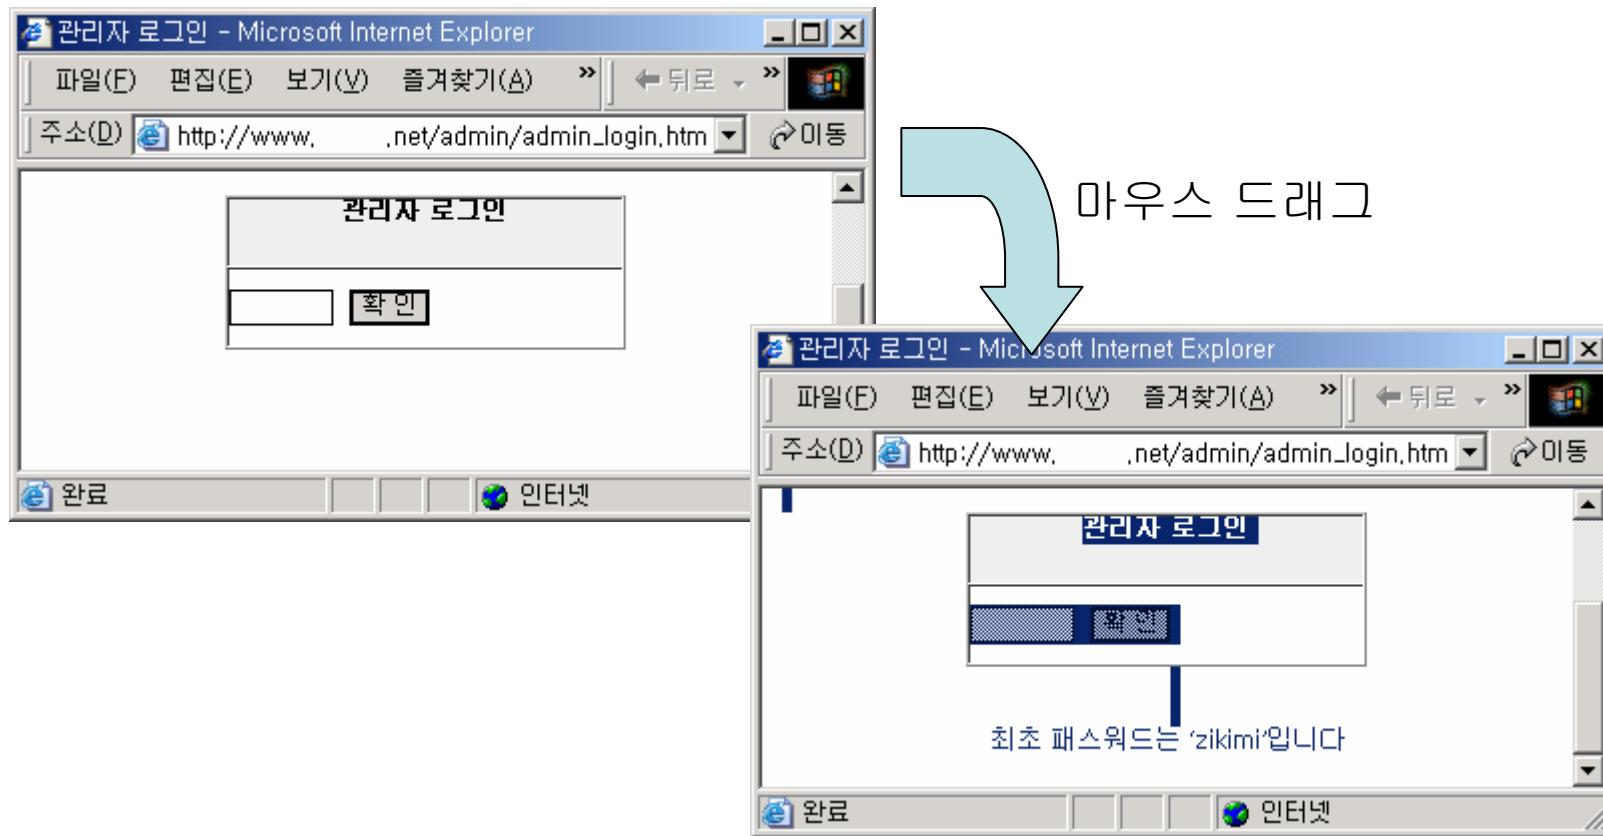 관리자 로그인 - Microsoft Internet Explorer
파일(F) 편집(E) 보기(V) 즐겨찾기(A) » 뒤로 »
주소(D) http://www. .net/admin/admin_login.htm 이동
관리자 로그인
확 인
완료 인터넷
마우스 드래그
관리자 로그인 - Microsoft Internet Explorer
파일(F) 편집(E) 보기(V) 즐겨찾기(A) » 뒤로 »
주소(D) http://www. .net/admin/admin_login.htm 이동
관리자 로그인
확 인
최초 패스워드는 'zikimi'입니다
완료 인터넷